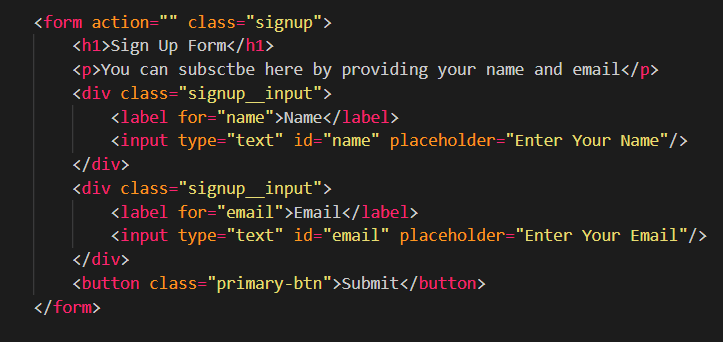 <form action="" class="signup">
<h1>Sign Up Form</h1>
<p>You can subsctbe here by providing your name and email</p>
<div class="signup__input">
<label for="name">Name</label>
<input type="text" id="name" placeholder="Enter Your Name"/>
</div>
<div class="signup__input">
<label for="email">Email</label>
<input type="text" id="email" placeholder="Enter Your Email"/>
</div>
<button class="primary-btn">Submit</button>
</form>